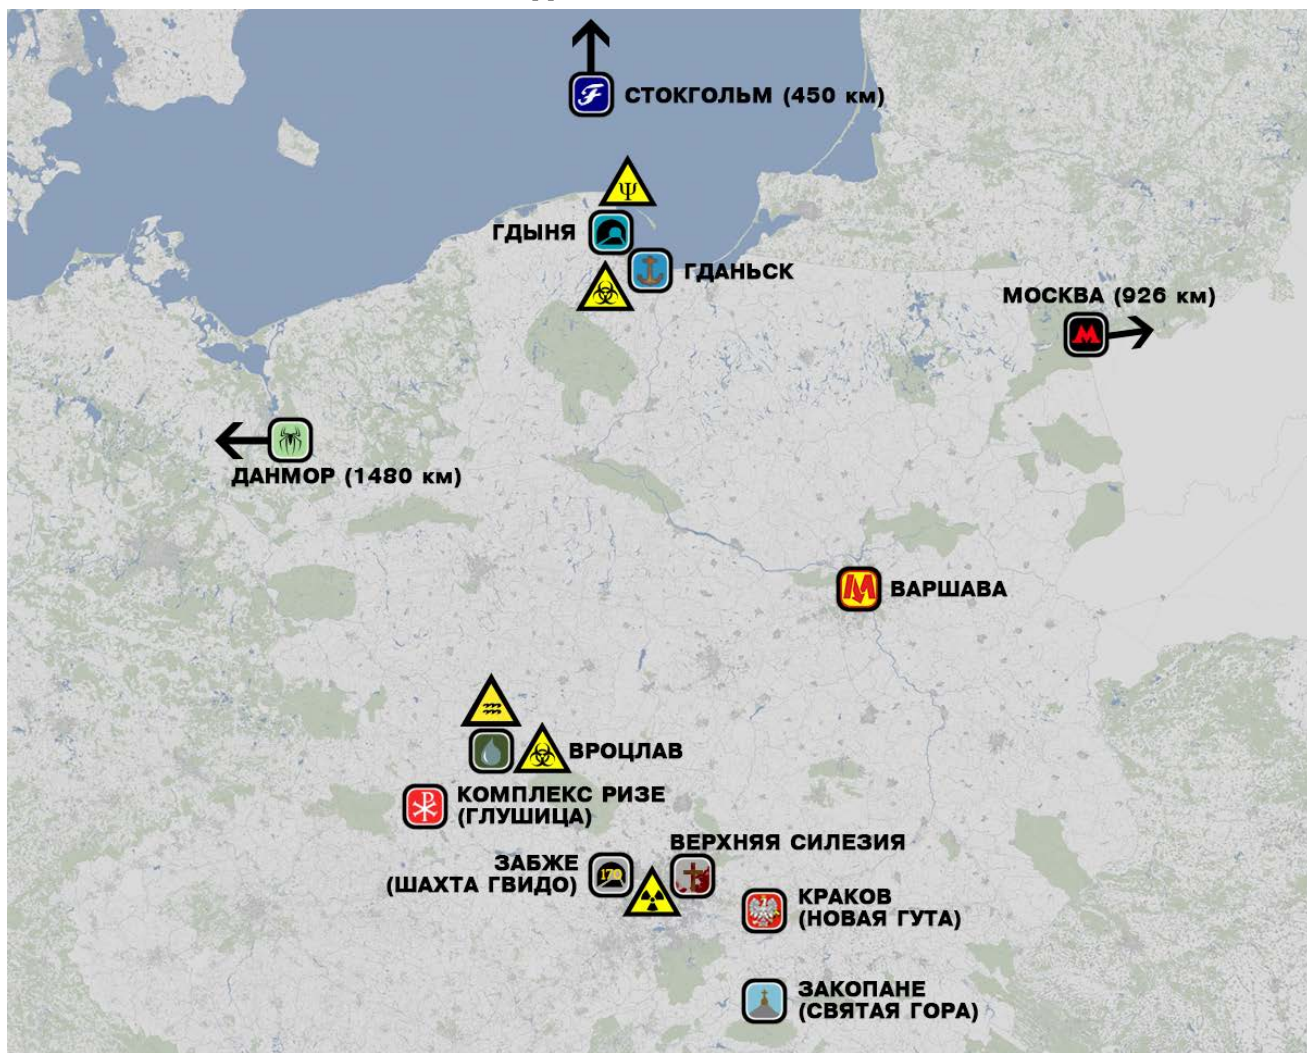 СТОКГОЛЬМ (450 км)
Ψ
ГДЫНЯ
ГДАНЬСК
МОСКВА (926 км)
М
ДАНМОР (1480 км)
М
ВАРШАВА
ВРОЦЛАВ
КОМПЛЕКС РИЗЕ
(ГЛУШИЦА)
ВЕРХНЯЯ СИЛЕЗИЯ
ЗАБЖЕ
(ШАХТА ГВИДО)
170
КРАКОВ
(НОВАЯ ГУТА)
ЗАКОПАНЕ
(СВЯТАЯ ГОРА)